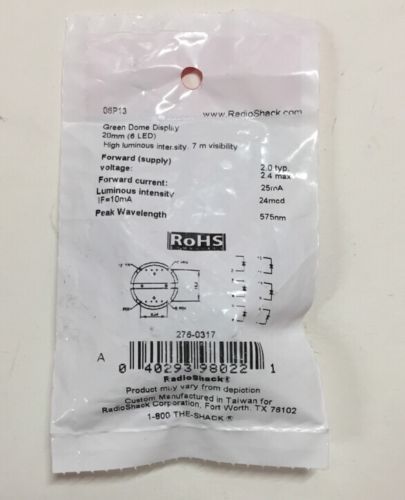 06P13
www.RadioShack.com
Green Dome Display
20mm (6 LED)
High luminous intensity. 7 m visibility
Forward (supply)
voltage: 2.0 typ.
2.4 max
Forward current: 25mA
Luminous intensity
IF=10mA 24mcd
Peak Wavelength 575nm
RoHS
276-0317
A
0 40293 98022 1
RadioShack®
Product may vary from depiction
Custom Manufactured in Taiwan for
RadioShack Corporation, Fort Worth, TX 76102
1-800 THE-SHACK ®